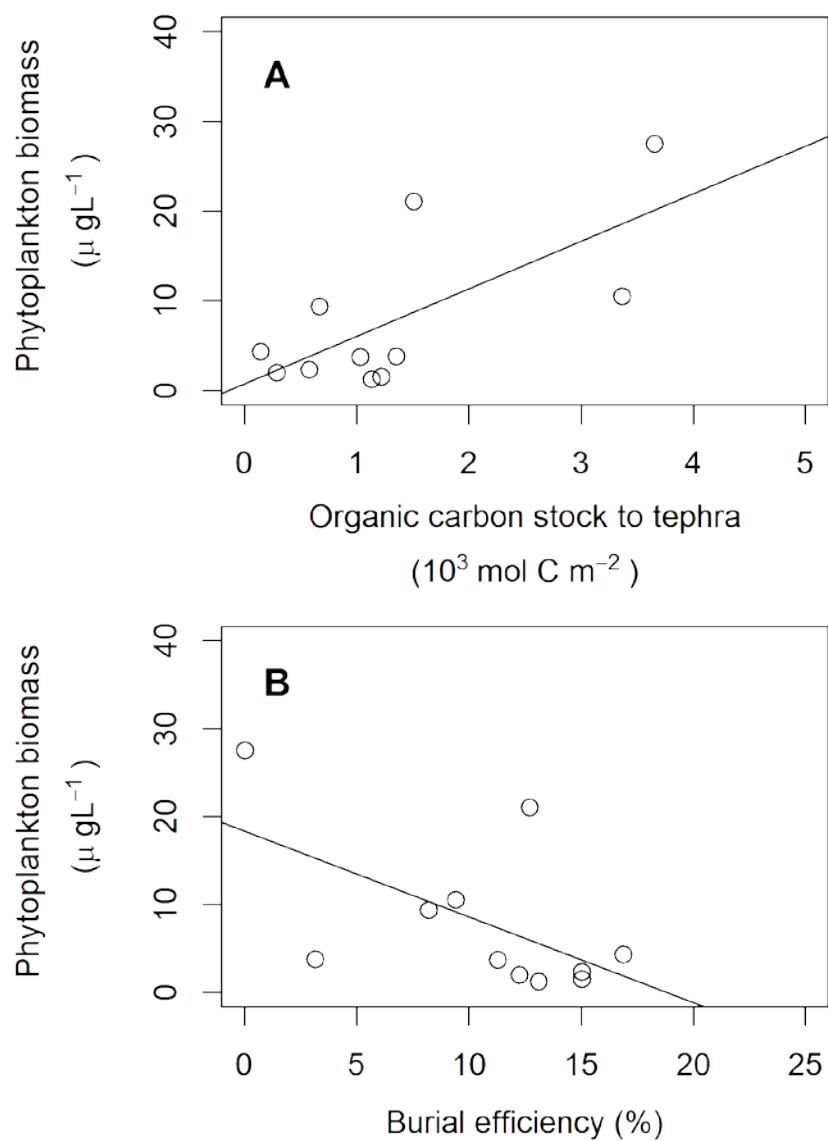 Phytoplankton biomass
(μ gL⁻¹ )
40
30
20
10
0
A
0 1 2 3 4 5
Organic carbon stock to tephra
(10³ mol C m⁻² )
Phytoplankton biomass
(μ gL⁻¹ )
40
30
20
10
0
B
0 5 10 15 20 25
Burial efficiency (%)